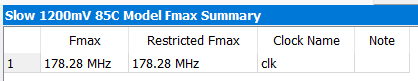 Slow 1200mV 85C Model Fmax Summary
Fmax Restricted Fmax Clock Name Note
1 178.28 MHz 178.28 MHz clk